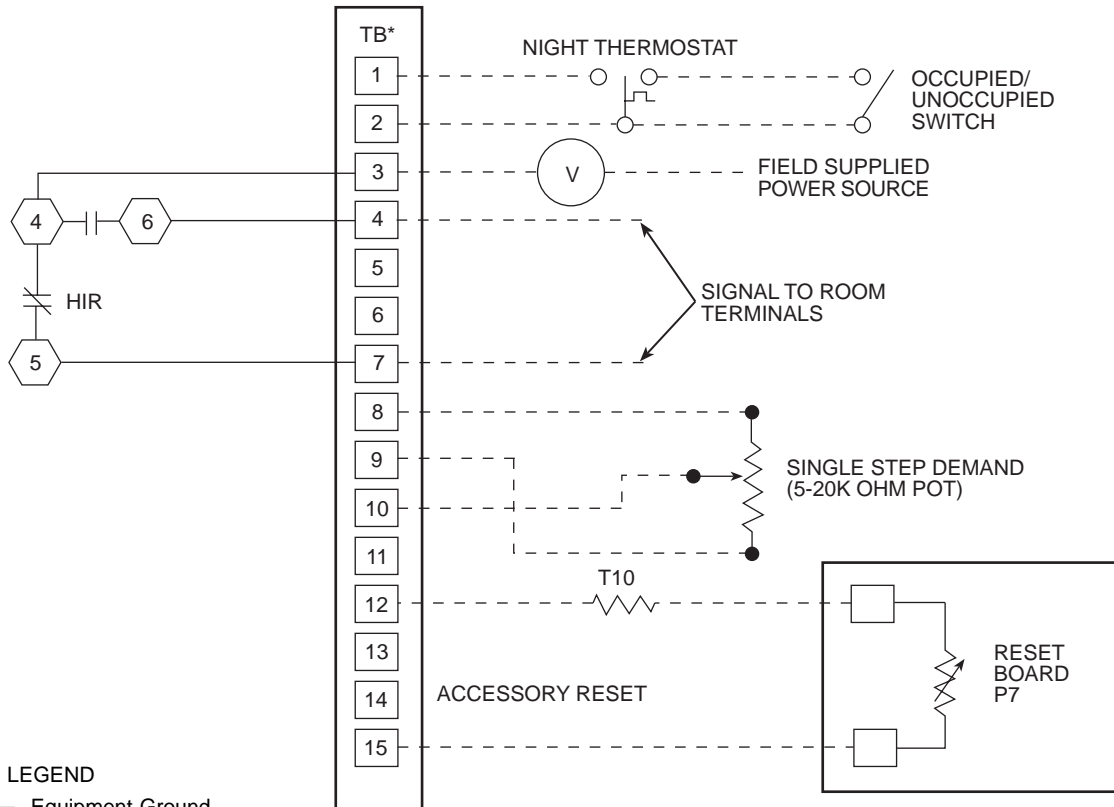 TB*
NIGHT THERMOSTAT
1
OCCUPIED/
UNOCCUPIED
SWITCH
2
3
V
FIELD SUPPLIED
POWER SOURCE
4
6
4
5
SIGNAL TO ROOM
TERMINALS
HIR
6
5
7
8
9
SINGLE STEP DEMAND
(5-20K OHM POT)
10
11
T10
12
13
RESET
BOARD
P7
14
ACCESSORY RESET
15
LEGEND
— Equipment Ground